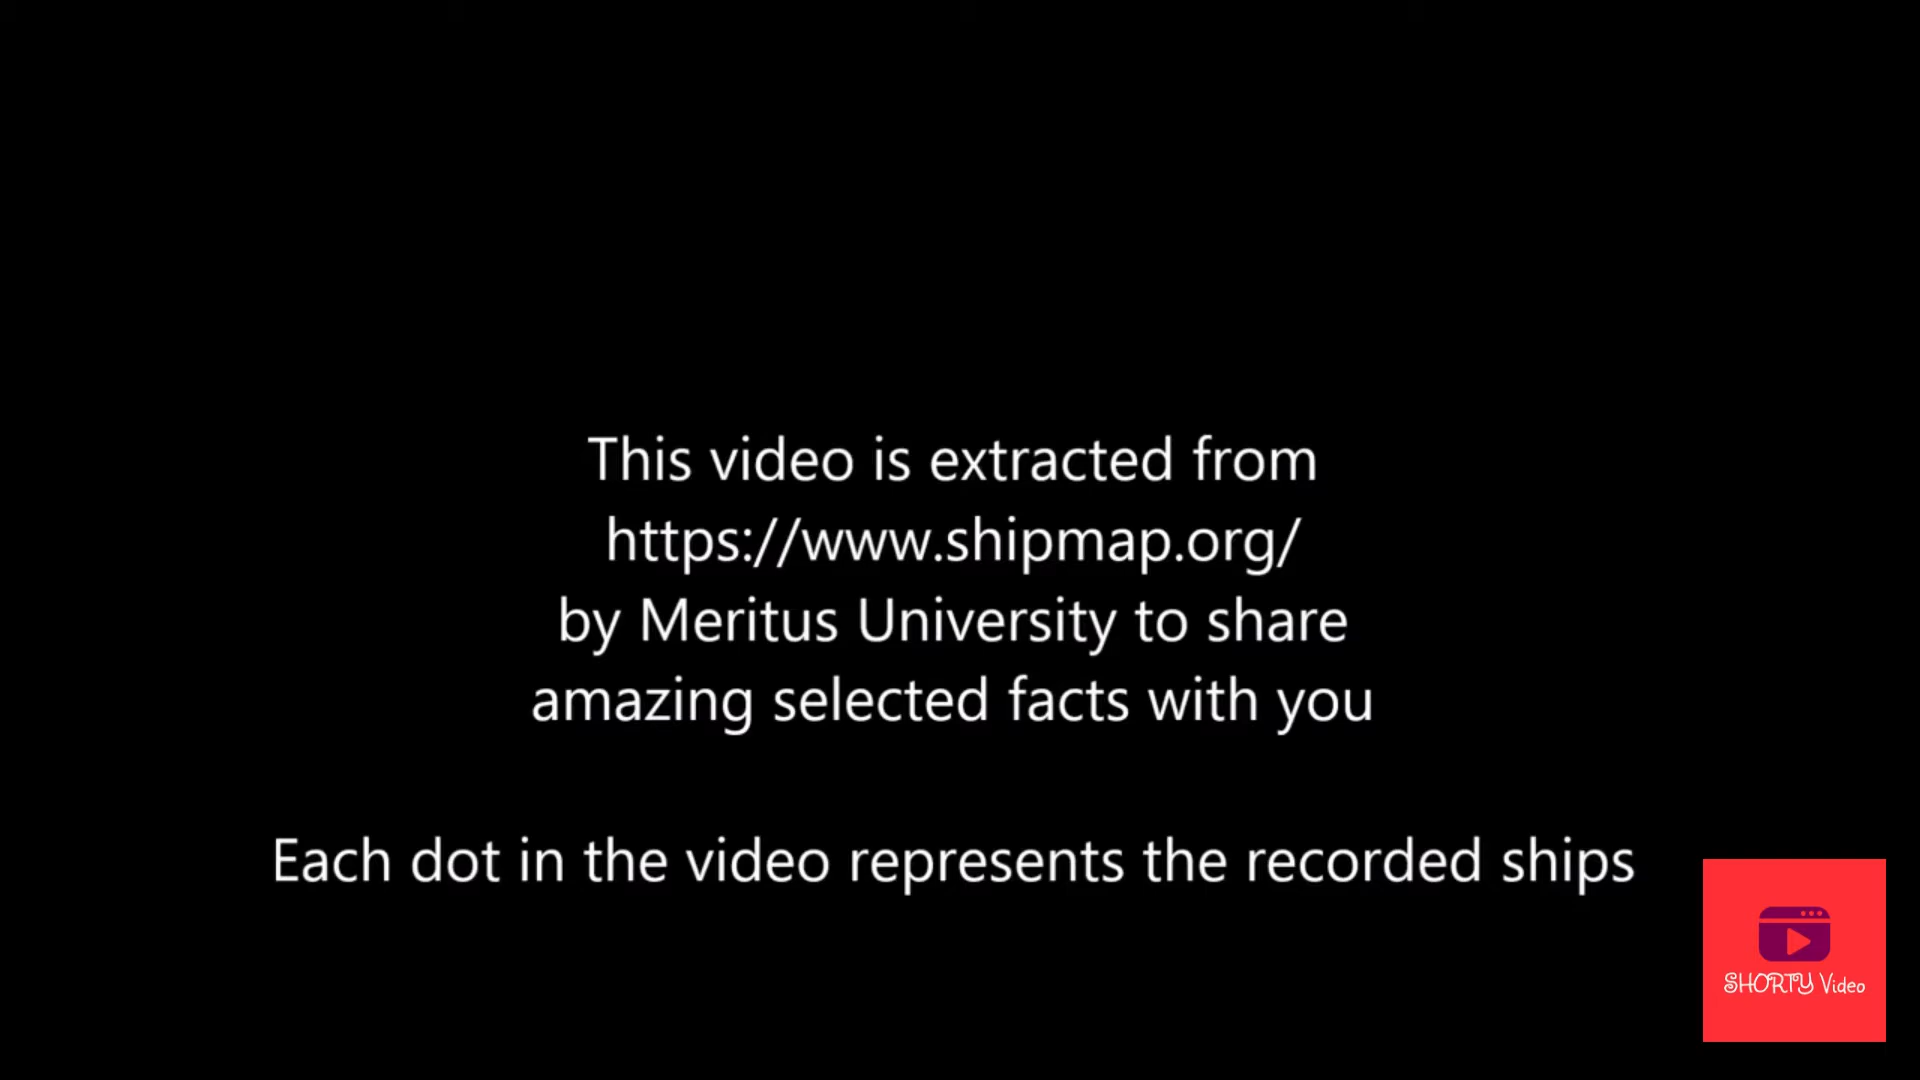 This video is extracted from
https://www.shipmap.org/
by Meritus University to share
amazing selected facts with you
Each dot in the video represents the recorded ships
SHORTY Video